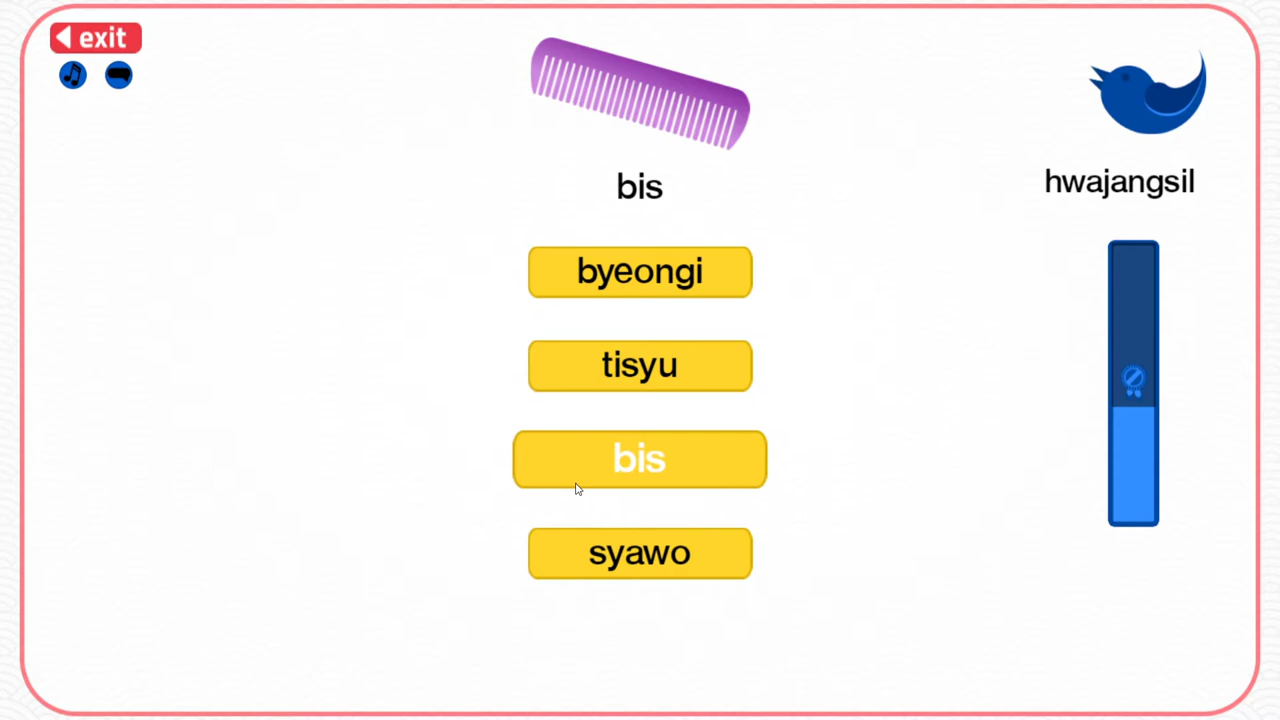 exit
bis
hwajangsil
byeongi
tisyu
bis
syawo